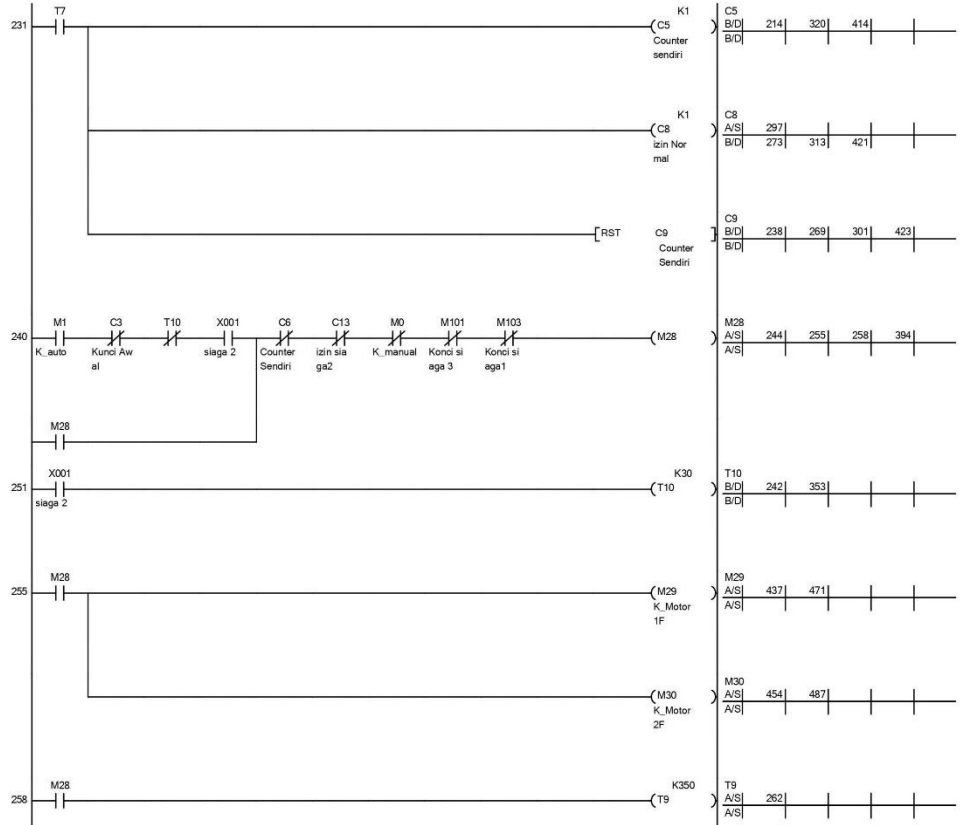 T7 K1 C5
231 C5 B/D 214 320 414
Counter B/D
sendiri
K1 C8
C8 A/S 297
izin Nor B/D 273 313 421
mal
C9
RST C9 B/D 238 269 301 423
Counter B/D
Sendiri
M1 C3 T10 X001 C6 C13 M0 M101 M103 M28
240 M28 A/S 244 255 258 394
K_auto Kunci Aw siaga 2 Counter izin sia K_manual Konci si Konci si A/S
al Sendiri ga2 aga 3 aga1
M28
X001 K30 T10
251 T10 B/D 242 353
siaga 2 B/D
M28 M29
255 M29 A/S 437 471
K_Motor A/S
1F
M30
M30 A/S 454 487
K_Motor A/S
2F
M28 K350 T9
258 T9 A/S 262
A/S